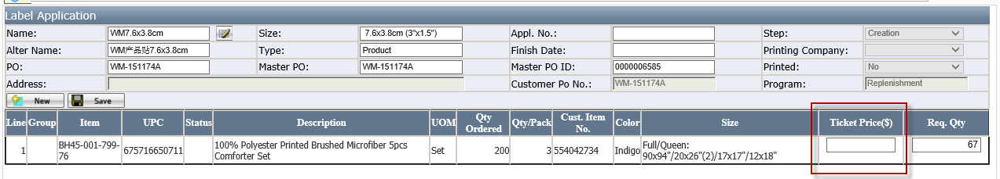 Label Application
Name: WM7.6x3.8cm Size: 7.6x3.8cm (3"x1.5") Appl. No.: Step: Creation
Alter Name: WM产品贴7.6x3.8cm Type: Product Finish Date: Printing Company:
PO: WM-151174A Master PO: WM-151174A Master PO ID: 0000006585 Printed: No
Address: Customer Po No.: WM-151174A Program: Replenishment
New Save
Line Group Item UPC Status Description UOM Qty Ordered Qty/Pack Cust. Item No. Color Size Ticket Price($) Req. Qty
1 BH45-001-799-76 675716650711 100% Polyester Printed Brushed Microfiber 5pcs Comforter Set Set 200 3 554042734 Indigo Full/Queen: 90x94"/20x26"(2)/17x17"/12x18" 67